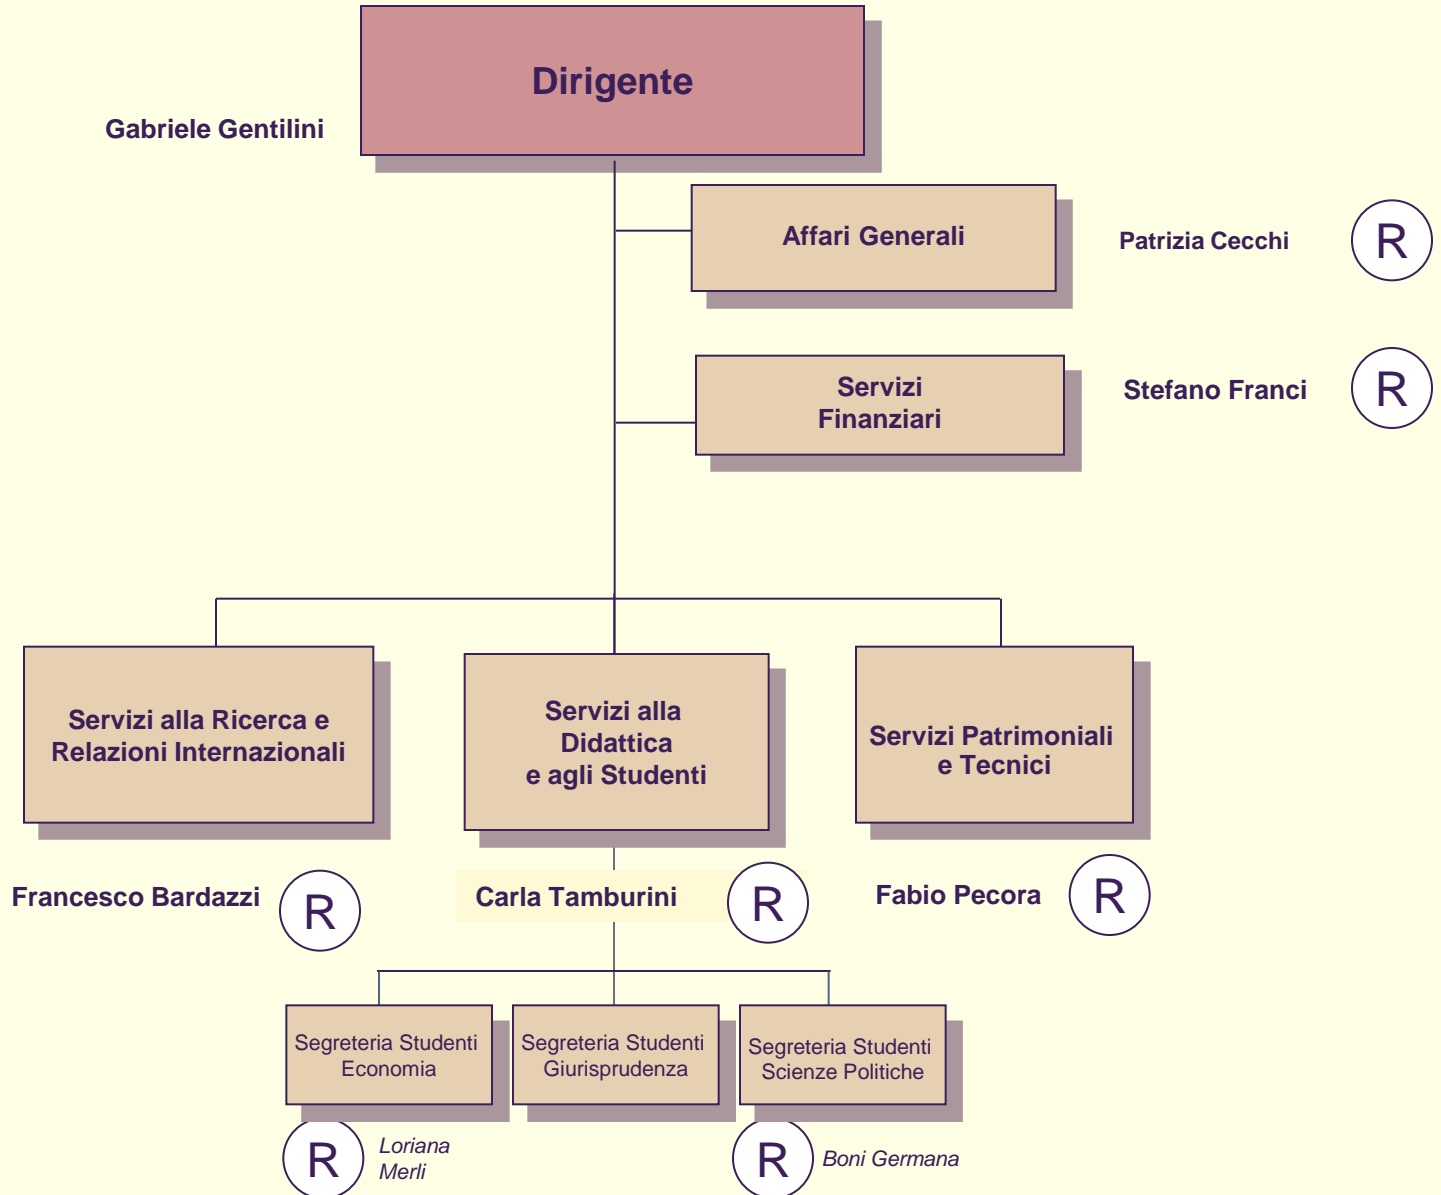 Dirigente
Gabriele Gentilini
Affari Generali
Patrizia Cecchi
R
Servizi
Finanziari
Stefano Franci
R
Servizi alla Ricerca e
Relazioni Internazionali
Servizi alla
Didattica
e agli Studenti
Servizi Patrimoniali
e Tecnici
Francesco Bardazzi
R
Carla Tamburini
R
Fabio Pecora
R
Segreteria Studenti
Economia
Segreteria Studenti
Giurisprudenza
Segreteria Studenti
Scienze Politiche
R
Loriana
Merli
R
Boni Germana